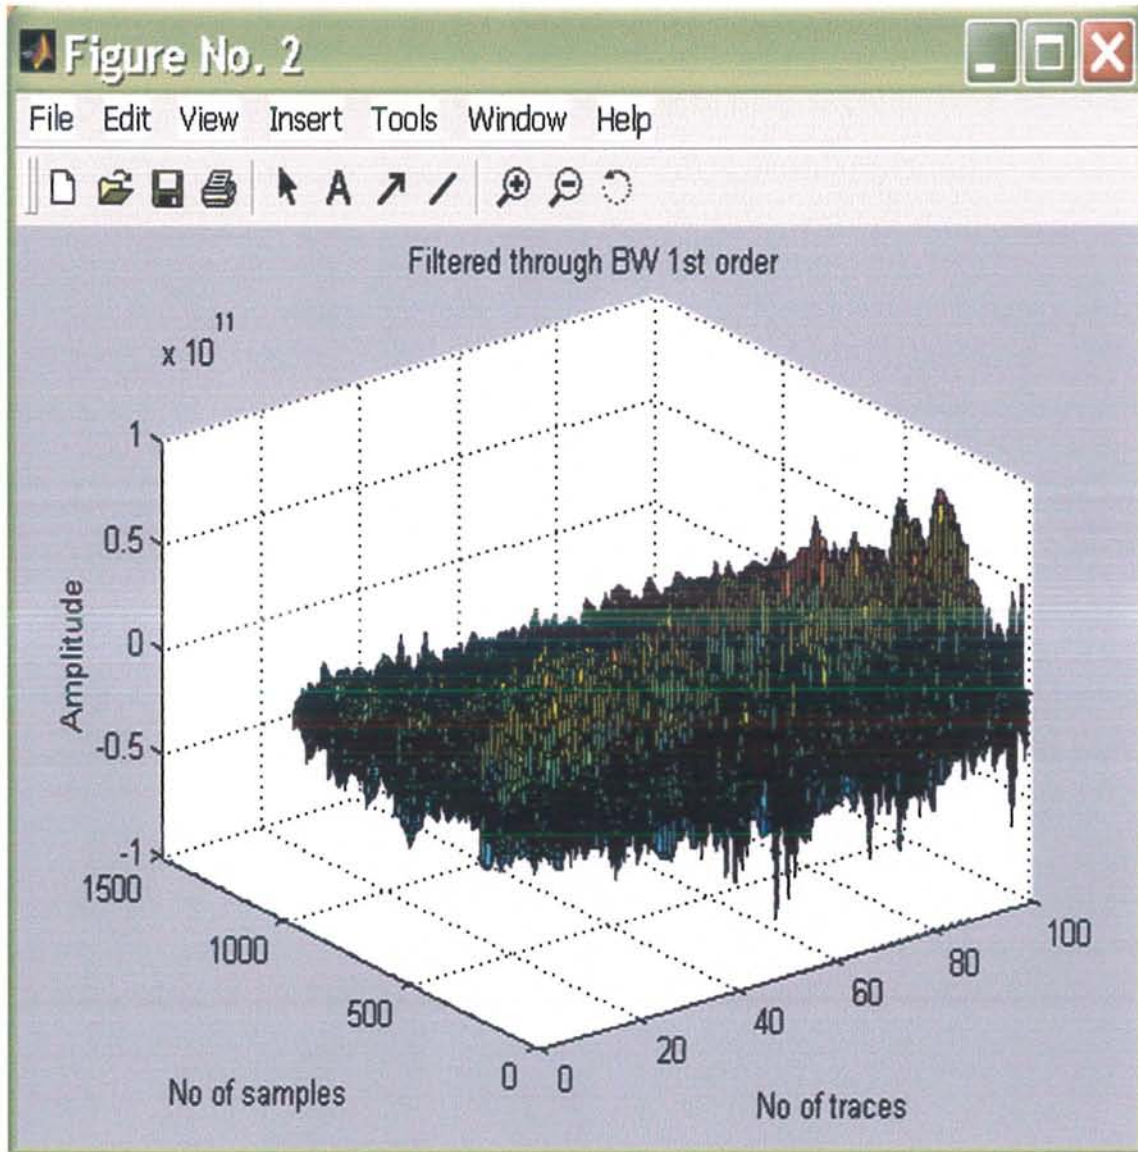 Figure No. 2
File Edit View Insert Tools Window Help
A
Filtered through BW 1st order
x 10 11
1
0.5
0
-0.5
-1
Amplitude
1500
1000
500
0
No of samples
0
20
40
60
80
100
No of traces